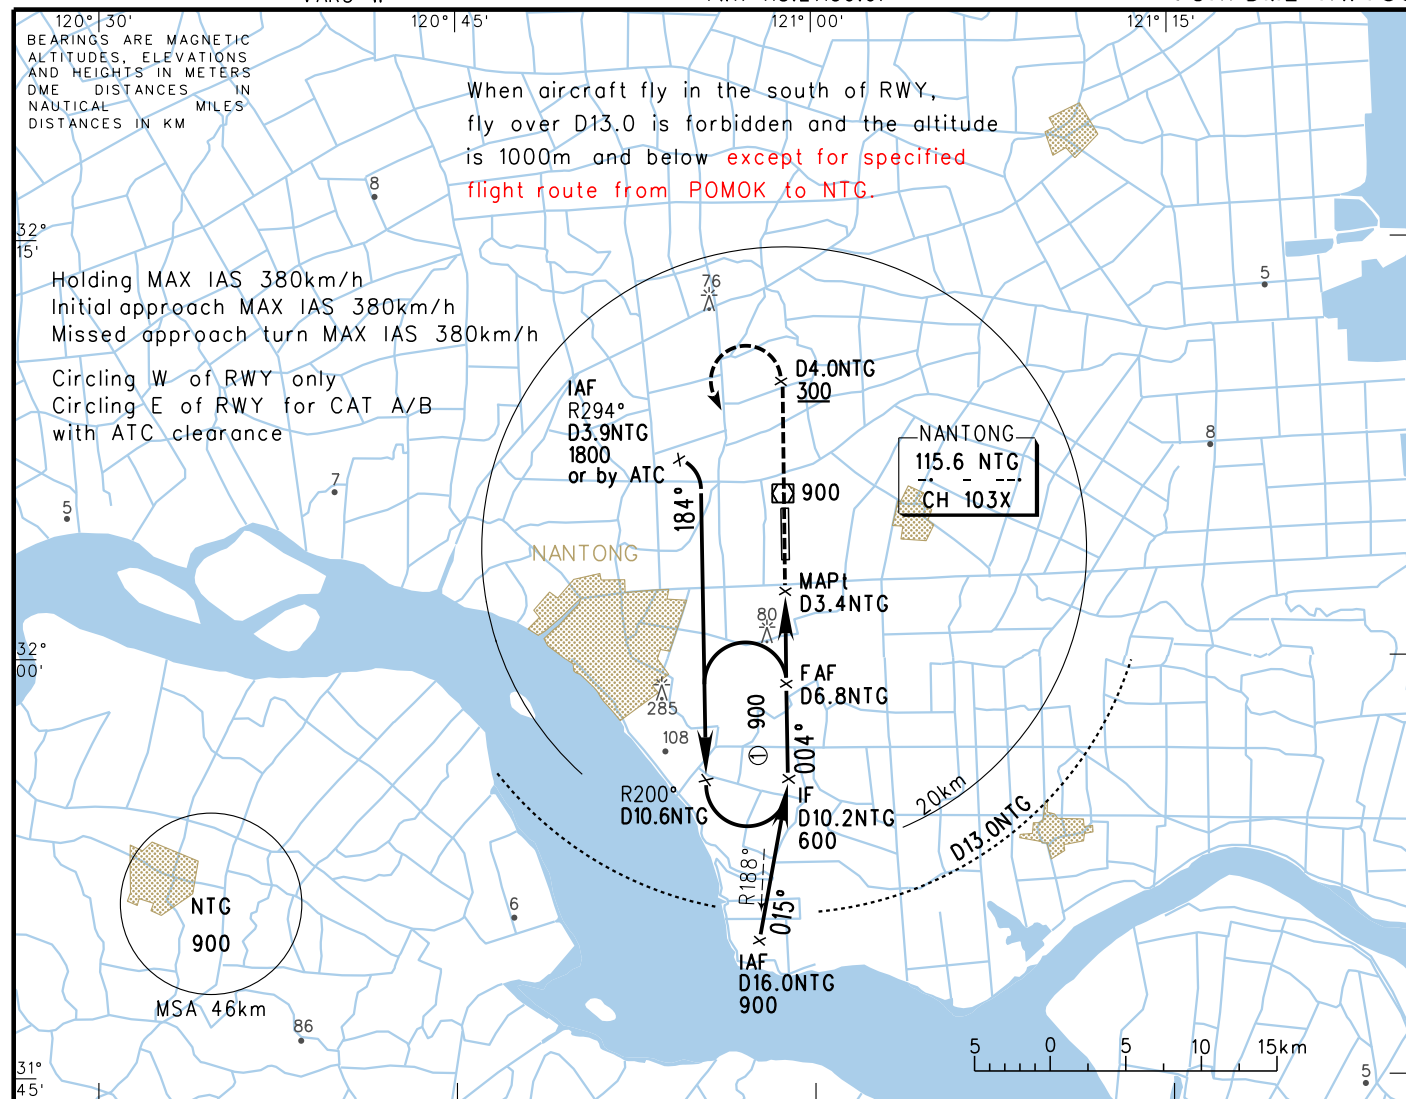 120° 30'
120° 45'
121° 00'
121° 15'
BEARINGS ARE MAGNETIC
ALTITUDES, ELEVATIONS
AND HEIGHTS IN METERS
DME DISTANCES IN
NAUTICAL MILES
DISTANCES IN KM
When aircraft fly in the south of RWY,
fly over D13.0 is forbidden and the altitude
is 1000m and below except for specified
flight route from POMOK to NTG.
8
32°
15'
Holding MAX IAS 380km/h
Initial approach MAX IAS 380km/h
Missed approach turn MAX IAS 380km/h
76
5
Circling W of RWY only
Circling E of RWY for CAT A/B
with ATC clearance
IAF
R294°
D3.9NTG
1800
or by ATC
D4.0NTG
300
NANTONG
115.6 NTG
CH 103X
8
7
5
184°
900
NANTONG
MAPt
D3.4NTG
80
32°
00'
FAF
D6.8NTG
285
108
1
900
004°
R200°
D10.6NTG
IF
D10.2NTG
600
20km
D13.0NTG
R188°
015°
NTG
900
MSA 46km
6
IAF
D16.0NTG
900
86
5 0 5 10 15km
5
31°
45'